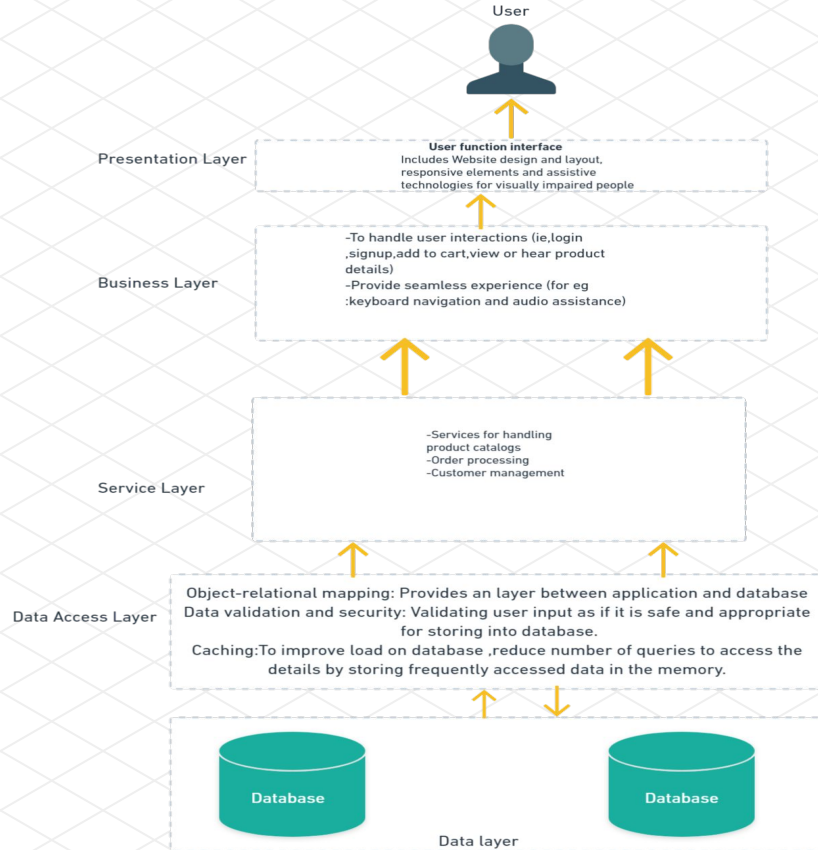 User
Presentation Layer
User function interface
Includes Website design and layout,
responsive elements and assistive
technologies for visually impaired people
Business Layer
-To handle user interactions (ie,login
,signup,add to cart,view or hear product
details)
-Provide seamless experience (for eg
:keyboard navigation and audio assistance)
Service Layer
-Services for handling
product catalogs
-Order processing
-Customer management
Data Access Layer
Object-relational mapping: Provides an layer between application and database
Data validation and security: Validating user input as if it is safe and appropriate
for storing into database.
Caching:To improve load on database ,reduce number of queries to access the
details by storing frequently accessed data in the memory.
Database
Database
Data layer